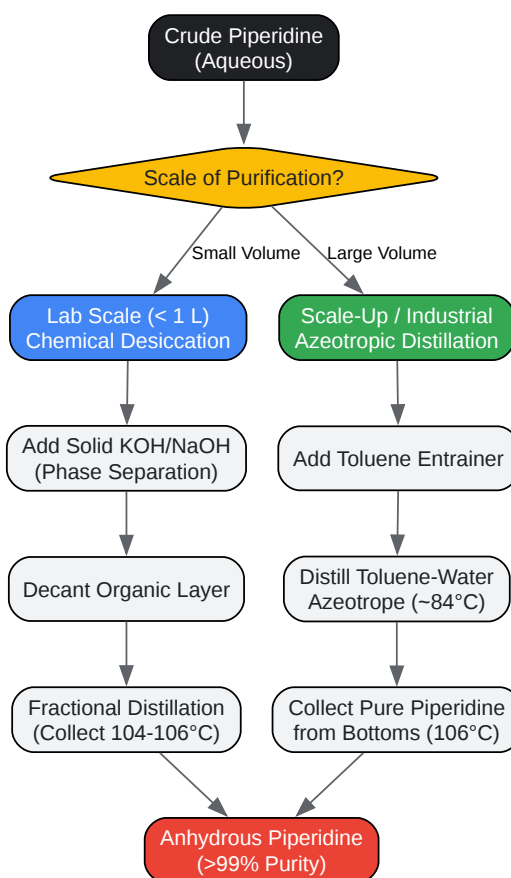 Crude Piperidine
(Aqueous)
Scale of Purification?
Small Volume
Large Volume
Lab Scale (< 1 L)
Chemical Desiccation
Scale-Up / Industrial
Azeotropic Distillation
Add Solid KOH/NaOH
(Phase Separation)
Add Toluene Entrainer
Decant Organic Layer
Distill Toluene-Water
Azeotrope (~84°C)
Fractional Distillation
(Collect 104-106°C)
Collect Pure Piperidine
from Bottoms (106°C)
Anhydrous Piperidine
(>99% Purity)